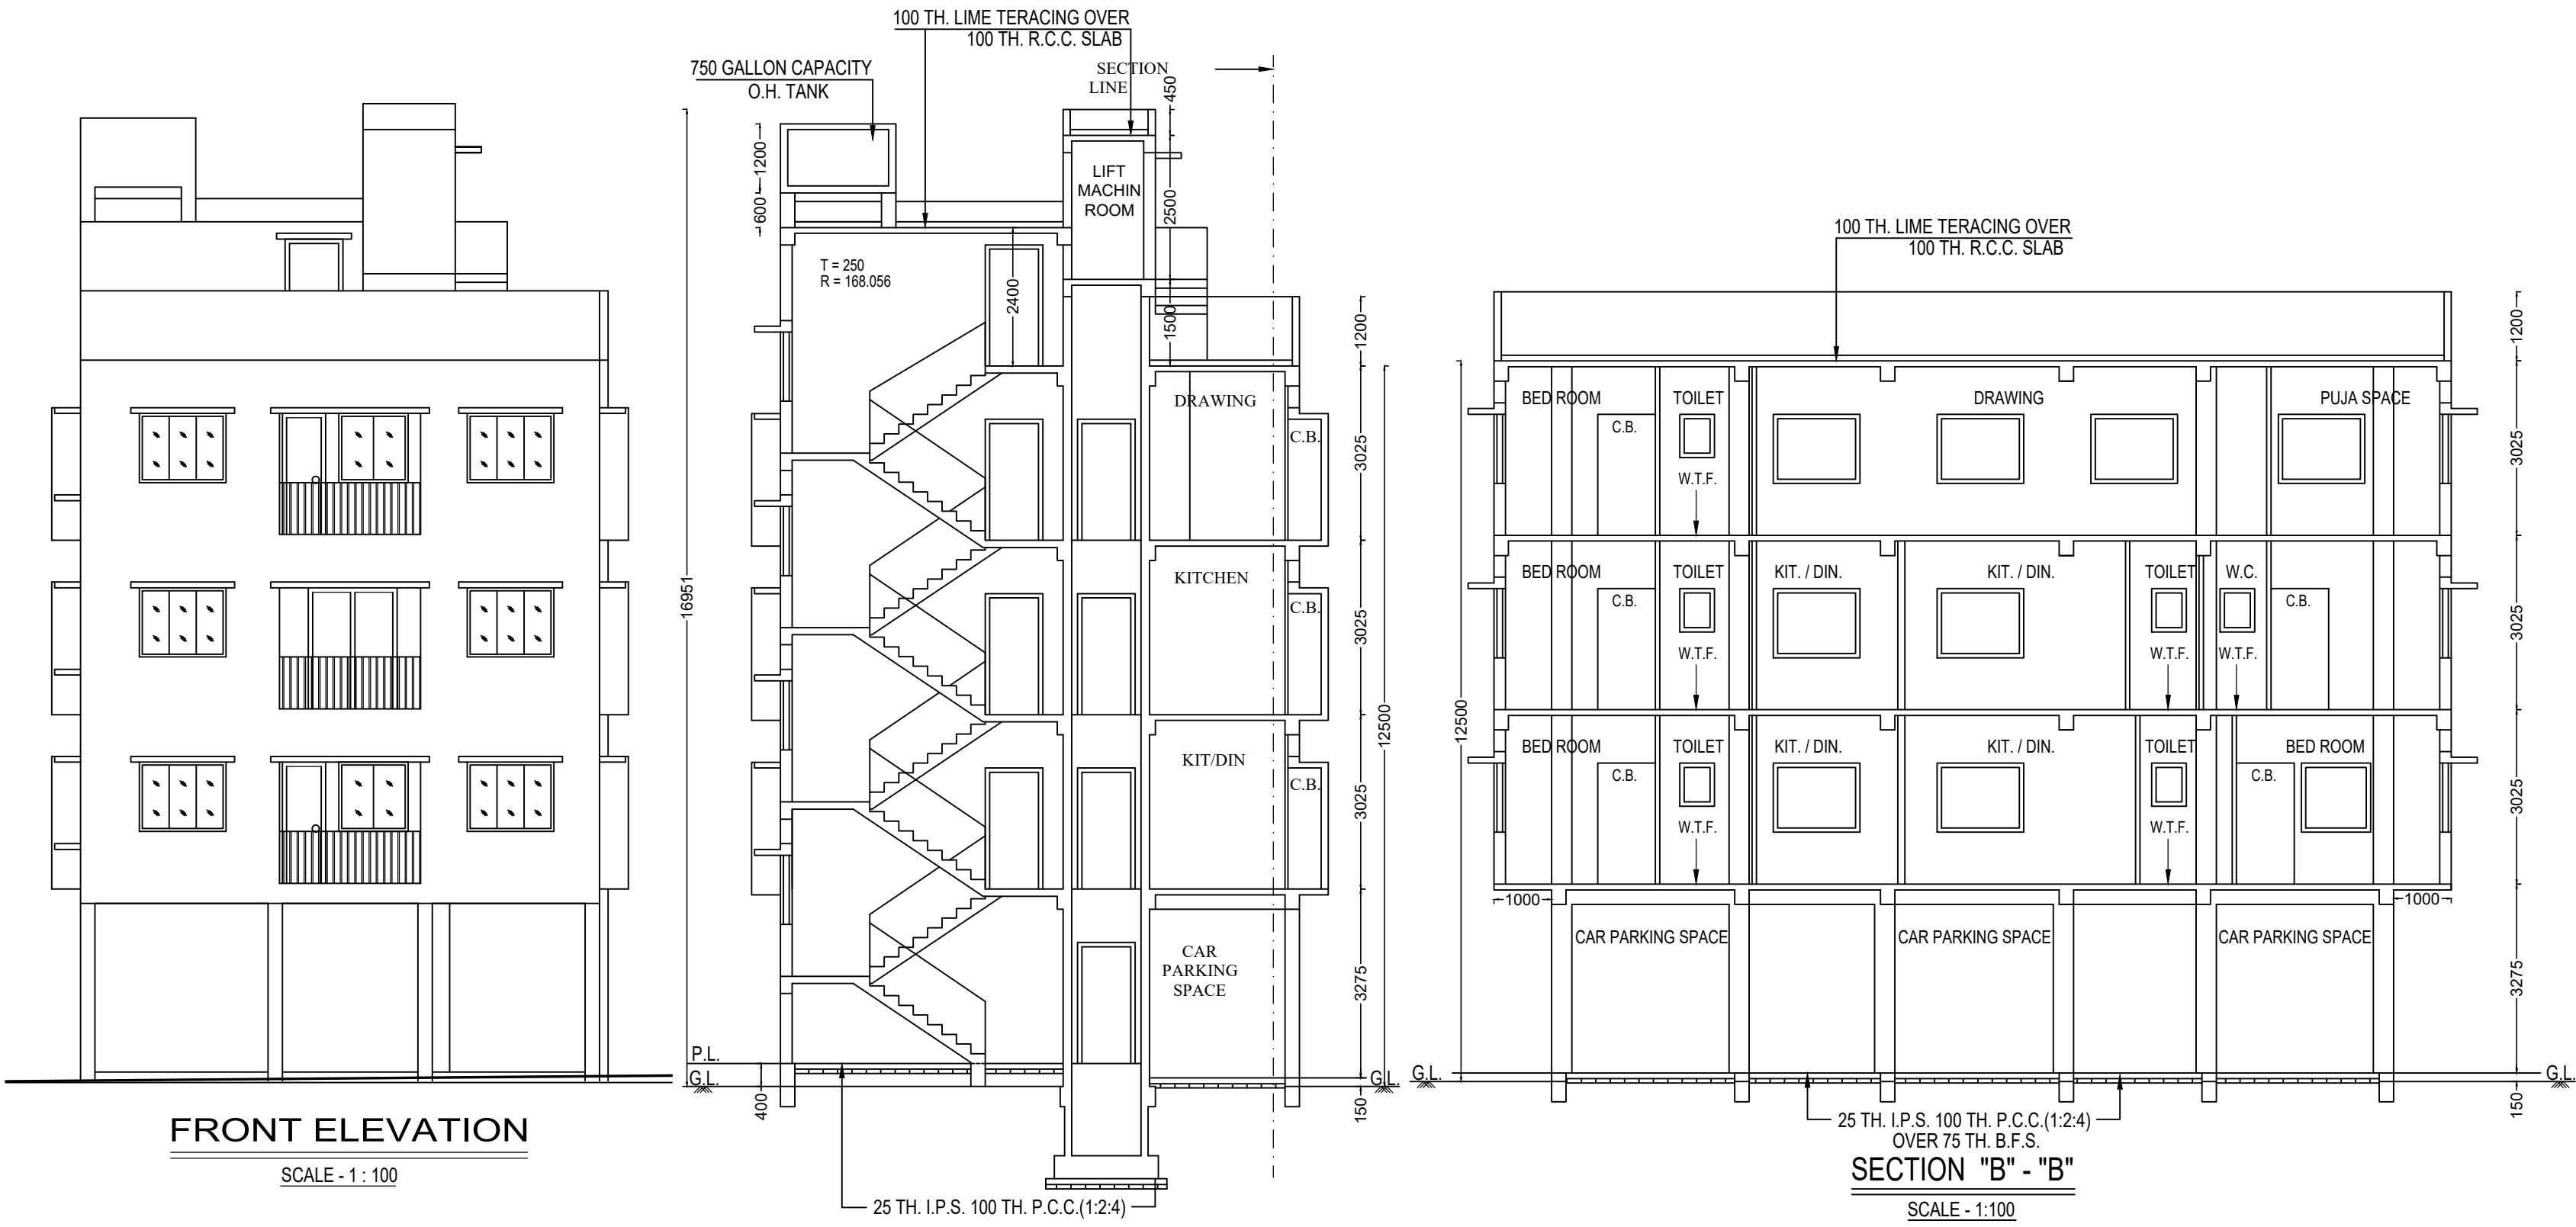 FRONT ELEVATION
SCALE - 1 : 100
100 TH. LIME TERACING OVER
100 TH. R.C.C. SLAB
750 GALLON CAPACITY
O.H. TANK
SECTION
LINE
450
1200
600
2500
LIFT
MACHIN
ROOM
T = 250
R = 168.056
2400
1500
1200
16951
DRAWING
C.B.
3025
KITCHEN
C.B.
3025
KIT/DIN
C.B.
3025
12500
CAR
PARKING
SPACE
3275
P.L.
G.L.
400
150
G.L.
25 TH. I.P.S. 100 TH. P.C.C.(1:2:4)
100 TH. LIME TERACING OVER
100 TH. R.C.C. SLAB
1200
BED ROOM
TOILET
DRAWING
PUJA SPACE
C.B.
W.T.F.
3025
BED ROOM
TOILET
KIT. / DIN.
KIT. / DIN.
TOILET
W.C.
C.B.
C.B.
W.T.F.
W.T.F.
W.T.F.
3025
12500
BED ROOM
TOILET
KIT. / DIN.
KIT. / DIN.
TOILET
BED ROOM
C.B.
C.B.
W.T.F.
W.T.F.
3025
1000
1000
CAR PARKING SPACE
CAR PARKING SPACE
CAR PARKING SPACE
3275
G.L.
G.L.
150
25 TH. I.P.S. 100 TH. P.C.C.(1:2:4)
OVER 75 TH. B.F.S.
SECTION "B" - "B"
SCALE - 1:100